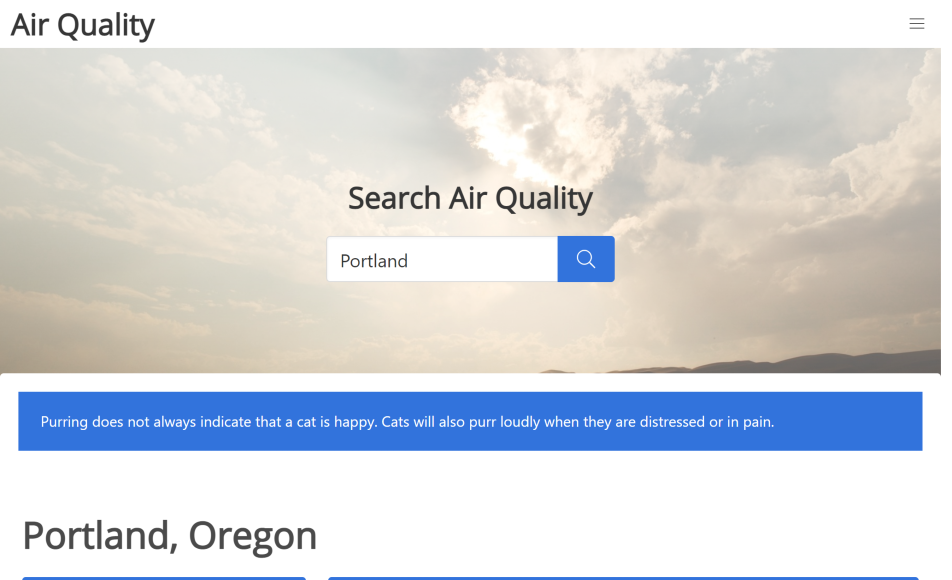 Air Quality
Search Air Quality
Portland
Purring does not always indicate that a cat is happy. Cats will also purr loudly when they are distressed or in pain.
Portland, Oregon